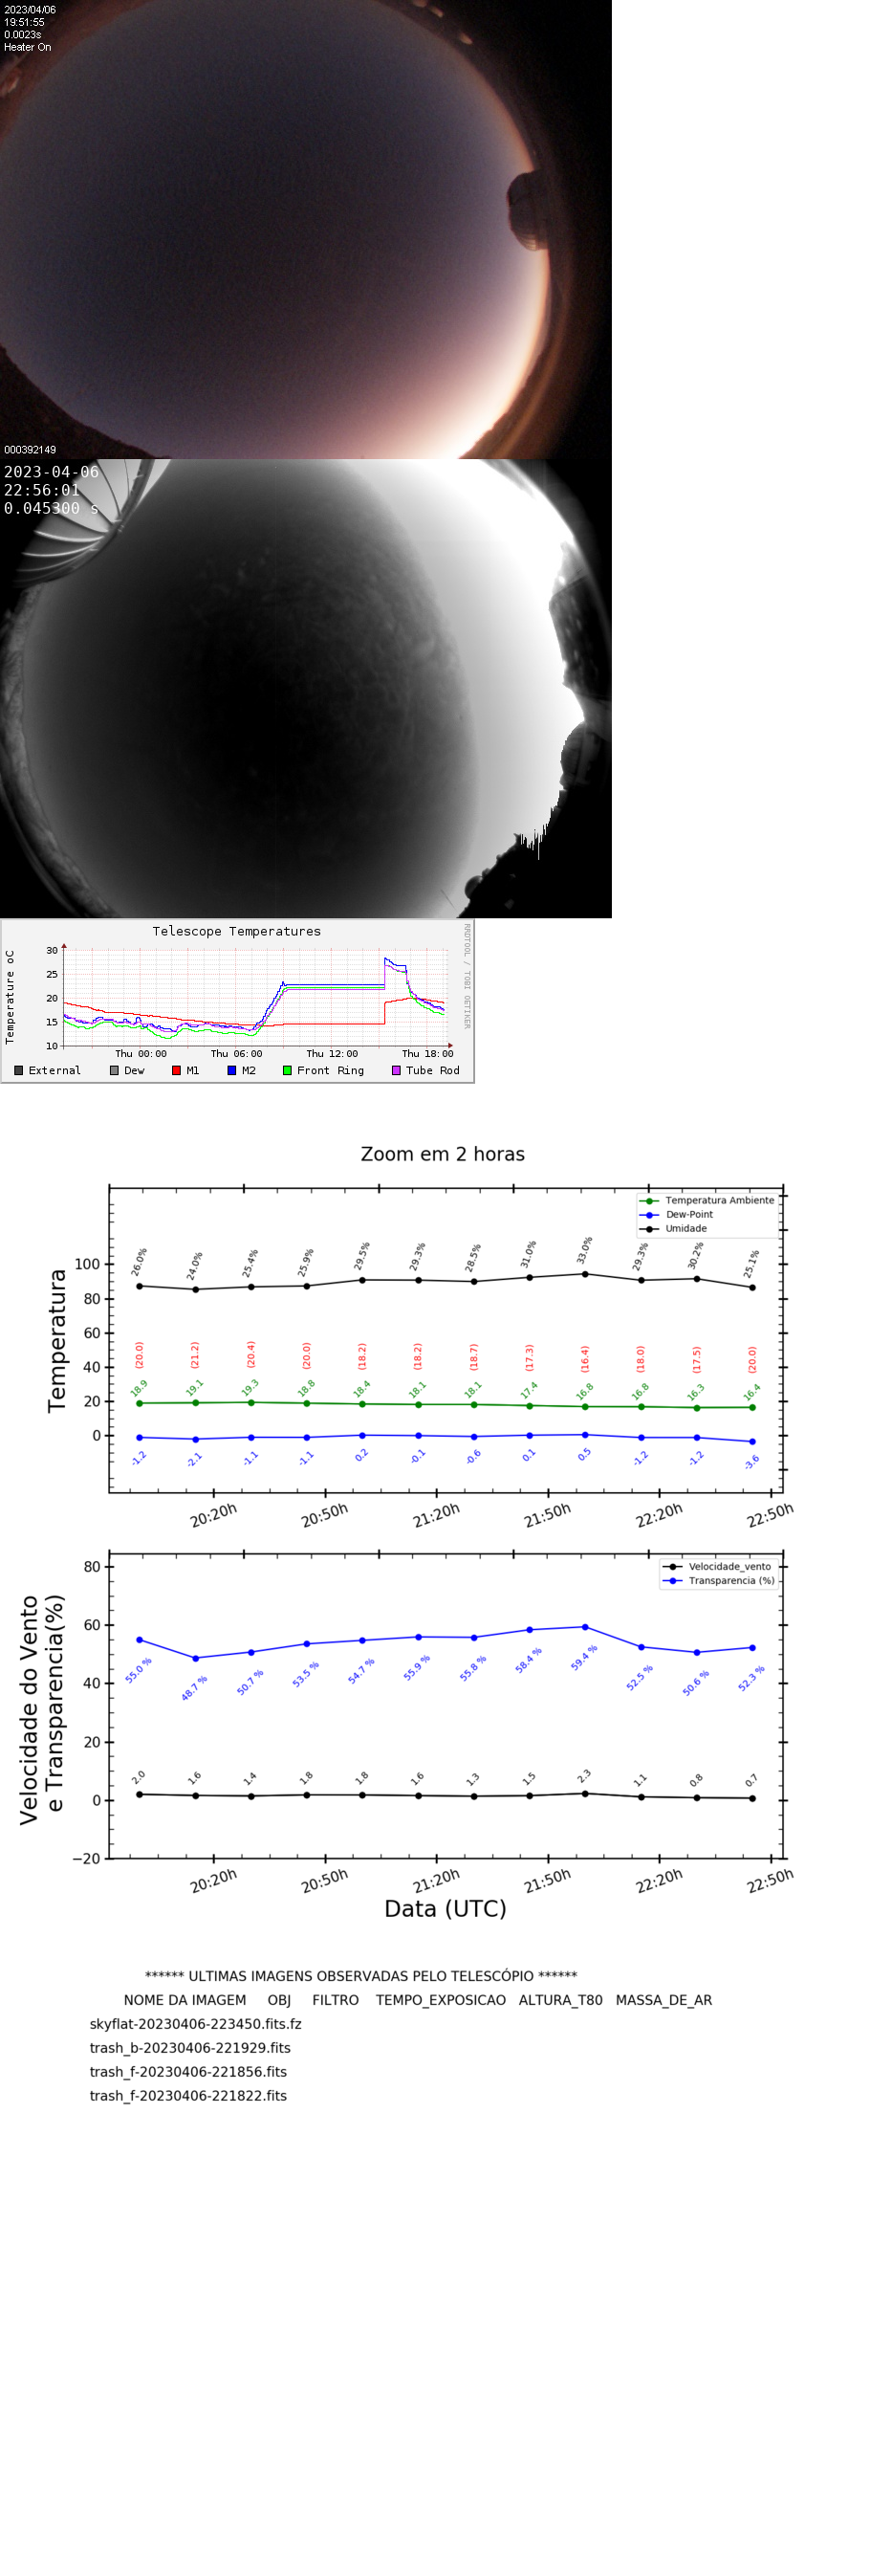 2023/04/06
19:51:55
0.0023s
Heater On
000392149
2023-04-06
22:56:01
0.045300 s
Telescope Temperatures
RRDTOOL / TOBI OETIKER
Temperature oC
30
25
20
15
10
Thu 00:00 Thu 06:00 Thu 12:00 Thu 18:00
External Dew M1 M2 Front Ring Tube Rod
Zoom em 2 horas
Temperatura Ambiente
Dew-Point
Umidade
Temperatura
100
80
60
40
20
0
26.0% 24.0% 25.4% 25.9% 29.5% 29.3% 28.5% 31.0% 33.0% 29.3% 30.2% 25.1%
(20.0) (21.2) (20.4) (20.0) (18.2) (18.2) (18.7) (17.3) (16.4) (18.0) (17.5) (20.0)
18.9 19.1 19.3 18.8 18.4 18.1 18.1 17.4 16.8 16.8 16.3 16.4
-1.2 -2.1 -1.1 -1.1 0.2 -0.1 -0.6 0.1 0.5 -1.2 -1.2 -3.6
20:20h 20:50h 21:20h 21:50h 22:20h 22:50h
Velocidade_vento
Transparencia (%)
Velocidade do Vento
e Transparencia(%)
80
60
40
20
0
−20
55.0 % 48.7 % 50.7 % 53.5 % 54.7 % 55.9 % 55.8 % 58.4 % 59.4 % 52.5 % 50.6 % 52.3 %
2.0 1.6 1.4 1.8 1.8 1.6 1.3 1.5 2.3 1.1 0.8 0.7
20:20h 20:50h 21:20h 21:50h 22:20h 22:50h
Data (UTC)
****** ULTIMAS IMAGENS OBSERVADAS PELO TELESCÓPIO ******
NOME DA IMAGEM OBJ FILTRO TEMPO_EXPOSICAO ALTURA_T80 MASSA_DE_AR
skyflat-20230406-223450.fits.fz
trash_b-20230406-221929.fits
trash_f-20230406-221856.fits
trash_f-20230406-221822.fits